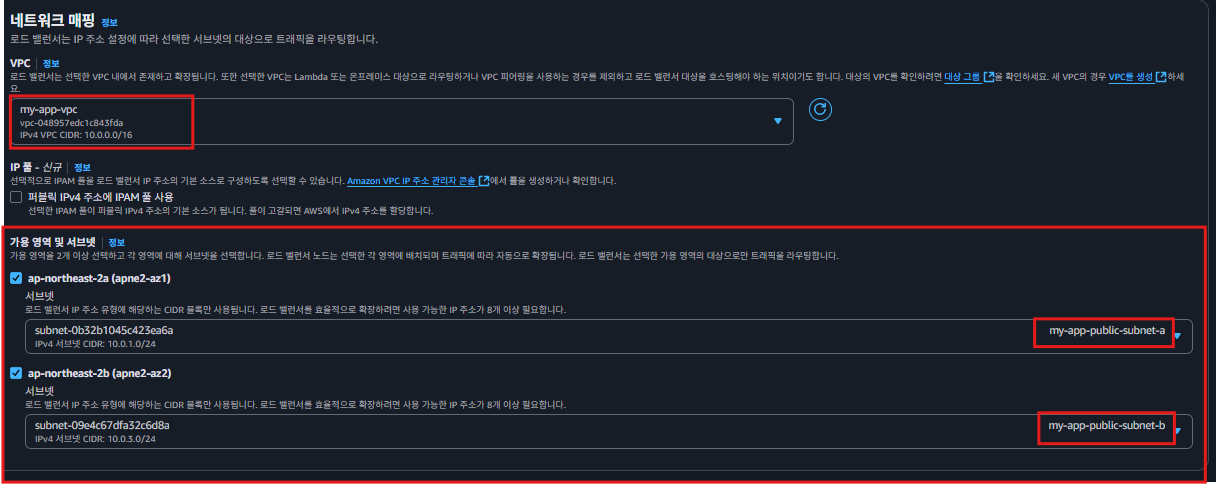 네트워크 매핑 정보
로드 밸런서는 IP 주소 설정에 따라 선택한 서브넷의 대상으로 트래픽을 라우팅합니다.
VPC 정보
로드 밸런서는 선택한 VPC 내에서 존재하고 확장됩니다. 또한 선택한 VPC는 Lambda 또는 온프레미스 대상으로 라우팅하거나 VPC 피어링을 사용하는 경우를 제외하고 로드 밸런서 대상을 호스팅해야 하는 위치이기도 합니다. 대상의 VPC를 확인하려면 대상 그룹 을 확인하세요. 새 VPC의 경우 VPC를 생성 하세
요.
my-app-vpc
vpc-048957edc1c843fda
IPv4 VPC CIDR: 10.0.0.0/16
IP 풀 - 신규 정보
선택적으로 IPAM 풀을 로드 밸런서 IP 주소의 기본 소스로 구성하도록 선택할 수 있습니다. Amazon VPC IP 주소 관리자 콘솔 에서 풀을 생성하거나 확인합니다.
퍼블릭 IPv4 주소에 IPAM 풀 사용
선택한 IPAM 풀이 퍼블릭 IPv4 주소의 기본 소스가 됩니다. 풀이 고갈되면 AWS에서 IPv4 주소를 할당합니다.
가용 영역 및 서브넷 정보
가용 영역을 2개 이상 선택하고 각 영역에 대해 서브넷을 선택합니다. 로드 밸런서 노드는 선택한 각 영역에 배치되며 트래픽에 따라 자동으로 확장됩니다. 로드 밸런서는 선택한 가용 영역의 대상으로만 트래픽을 라우팅합니다.
ap-northeast-2a (apne2-az1)
서브넷
로드 밸런서 IP 주소 유형에 해당하는 CIDR 블록만 사용됩니다. 로드 밸런서를 효율적으로 확장하려면 사용 가능한 IP 주소가 8개 이상 필요합니다.
subnet-0b32b1045c423ea6a my-app-public-subnet-a
IPv4 서브넷 CIDR: 10.0.1.0/24
ap-northeast-2b (apne2-az2)
서브넷
로드 밸런서 IP 주소 유형에 해당하는 CIDR 블록만 사용됩니다. 로드 밸런서를 효율적으로 확장하려면 사용 가능한 IP 주소가 8개 이상 필요합니다.
subnet-09e4c67dfa32c6d8a my-app-public-subnet-b
IPv4 서브넷 CIDR: 10.0.3.0/24